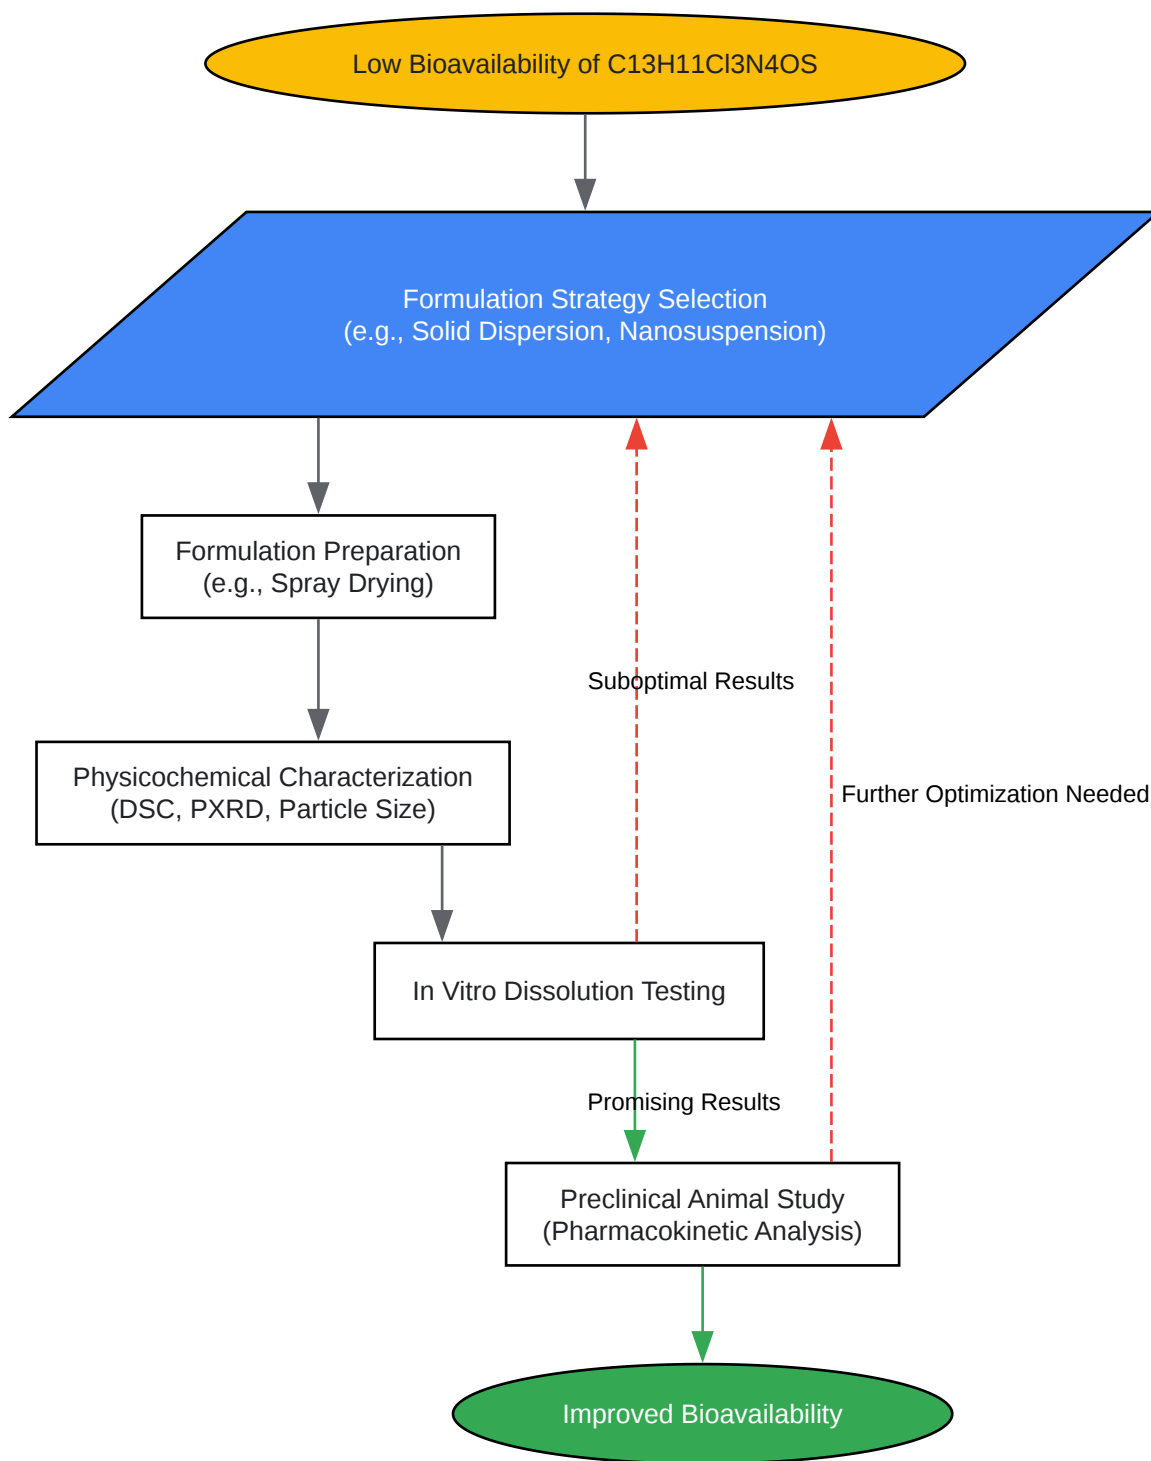 Low Bioavailability of C13H11Cl3N4OS
Formulation Strategy Selection
(e.g., Solid Dispersion, Nanosuspension)
Formulation Preparation
(e.g., Spray Drying)
Suboptimal Results
Physicochemical Characterization
(DSC, PXRD, Particle Size)
Further Optimization Needed
In Vitro Dissolution Testing
Promising Results
Preclinical Animal Study
(Pharmacokinetic Analysis)
Improved Bioavailability